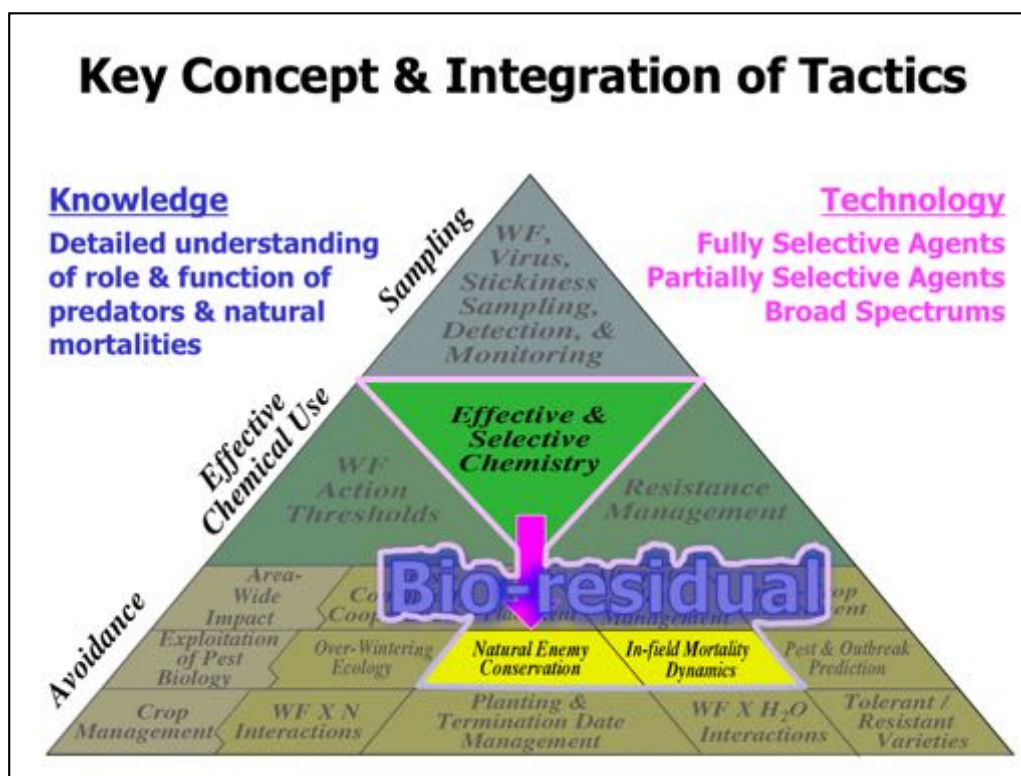 Key Concept & Integration of Tactics
Knowledge
Detailed understanding
of role & function of
predators & natural
mortalities
Technology
Fully Selective Agents
Partially Selective Agents
Broad Spectrums
Sampling
WF,
Virus,
Stickiness
Sampling,
Detection, &
Monitoring
Effective
Chemical Use
Effective &
Selective
Chemistry
WF
Action
Thresholds
Resistance
Management
Bio-residual
Avoidance
Area-
Wide
Impact
Exploitation
of Pest
Biology
Over-Wintering
Ecology
Natural Enemy
Conservation
In-field Mortality
Dynamics
Pest & Outbreak
Prediction
Crop
Management
WF X N
Interactions
Planting &
Termination Date
Management
WF X H₂O
Interactions
Tolerant /
Resistant
Varieties